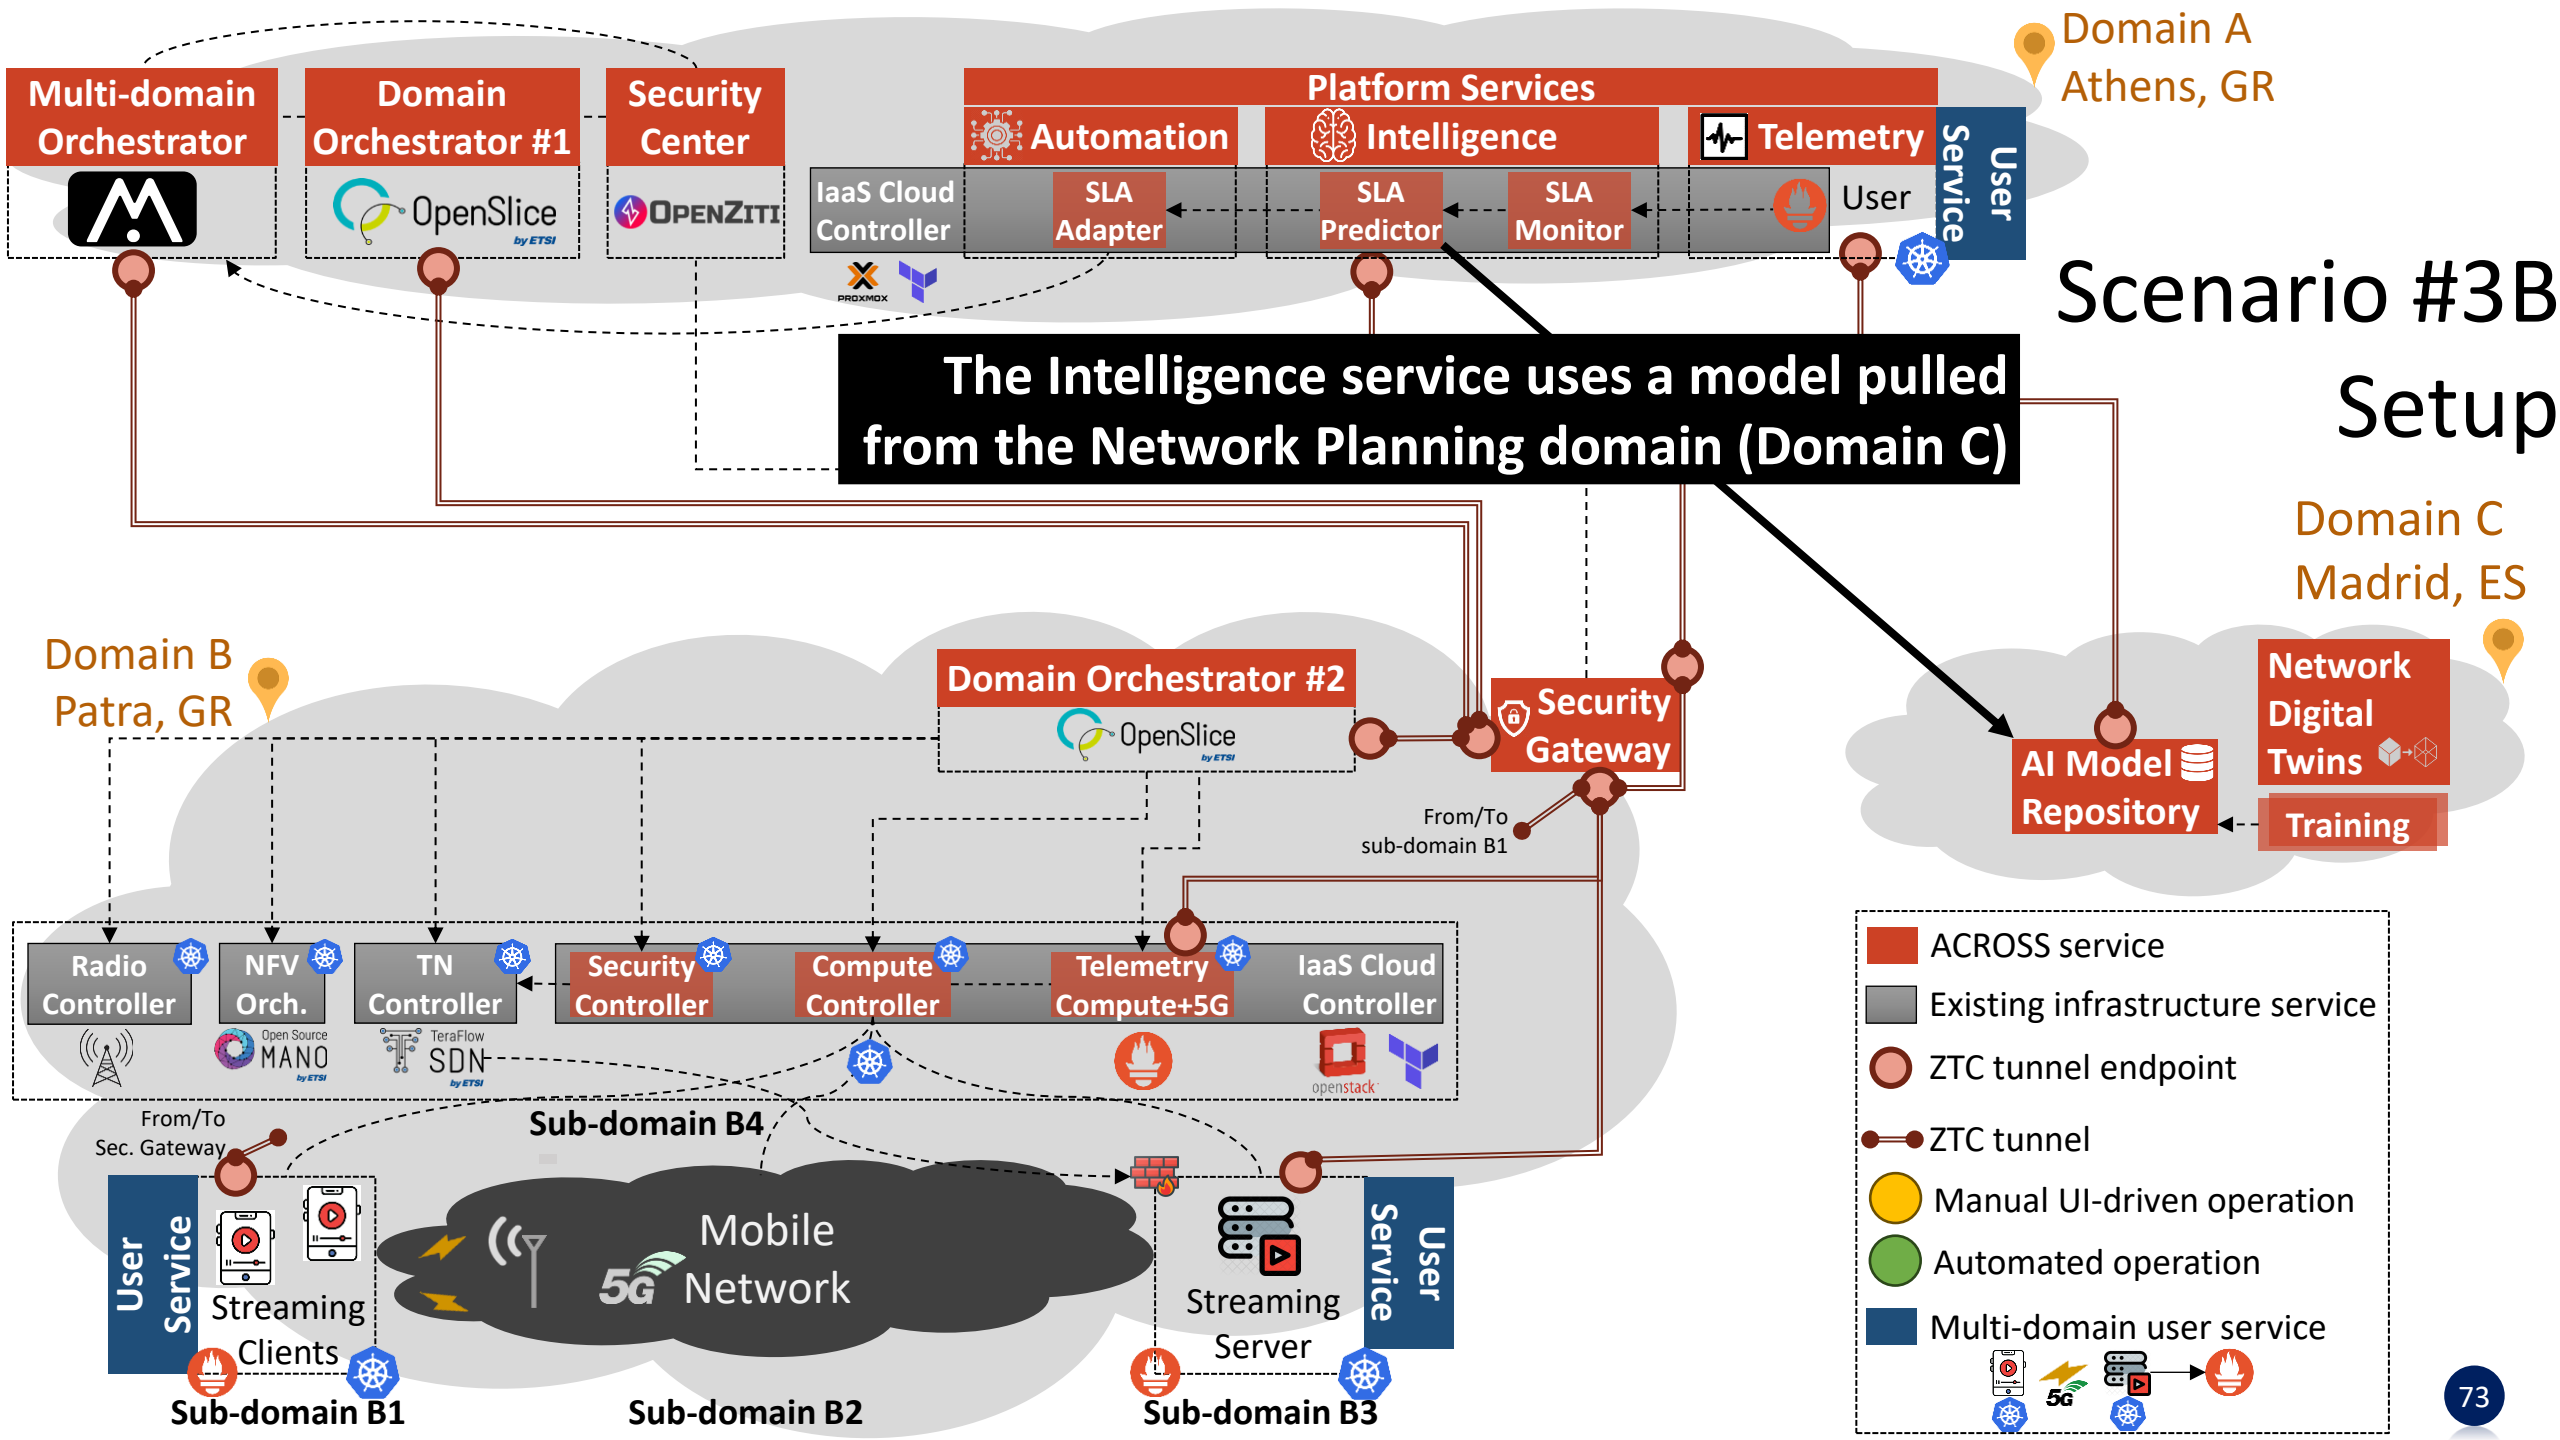 Domain A
Athens, GR
Scenario #3B
Setup
Multi-domain
Orchestrator
Domain
Orchestrator #1
OpenSlice
by ETSI
Security
Center
OPENZITI
Platform Services
Automation
Intelligence
Telemetry
IaaS Cloud
Controller
SLA
Adapter
SLA
Predictor
SLA
Monitor
User
User
Service
PROXMOX
The Intelligence service uses a model pulled
from the Network Planning domain (Domain C)
Domain C
Madrid, ES
Network
Digital
Twins
AI Model
Repository
Training
Domain B
Patra, GR
Domain Orchestrator #2
OpenSlice
by ETSI
Security
Gateway
From/To
sub-domain B1
Radio
Controller
NFV
Orch.
Open Source
MANO
by ETSI
TN
Controller
TeraFlow
SDN
by ETSI
Security
Controller
Compute
Controller
Telemetry
Compute+5G
IaaS Cloud
Controller
openstack
Sub-domain B4
From/To
Sec. Gateway
User
Service
Streaming
Clients
Sub-domain B1
5G
Mobile
Network
Sub-domain B2
Streaming
Server
User
Service
Sub-domain B3
ACROSS service
Existing infrastructure service
ZTC tunnel endpoint
ZTC tunnel
Manual UI-driven operation
Automated operation
Multi-domain user service
5G
73